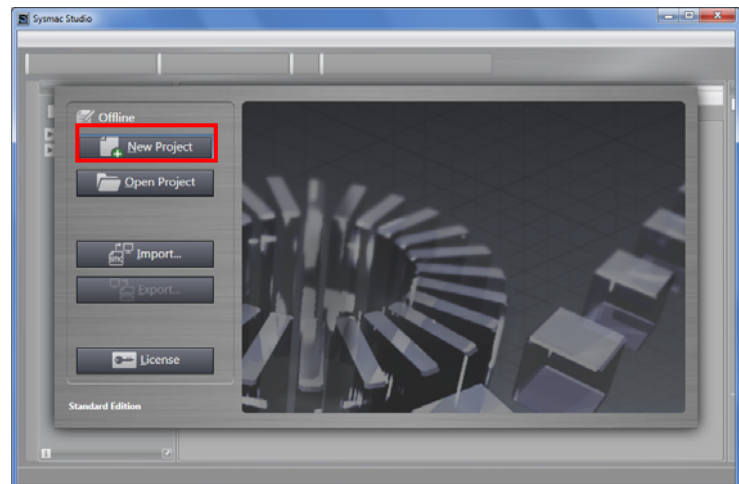 Sysmac Studio
Offline
New Project
Open Project
Import...
Export...
License
Standard Edition